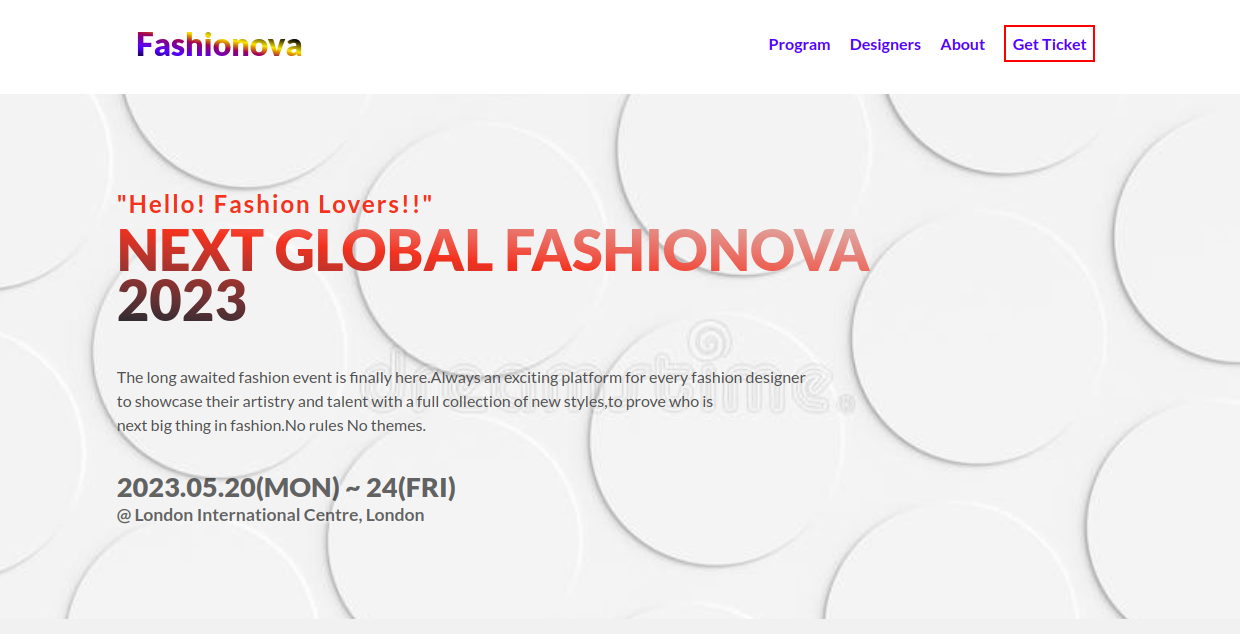 Fashionova
Program Designers About Get Ticket
"Hello! Fashion Lovers!!"
NEXT GLOBAL FASHIONOVA
2023
The long awaited fashion event is finally here.Always an exciting platform for every fashion designer
to showcase their artistry and talent with a full collection of new styles,to prove who is
next big thing in fashion.No rules No themes.
dreamstime.
2023.05.20(MON) ~ 24(FRI)
@ London International Centre, London